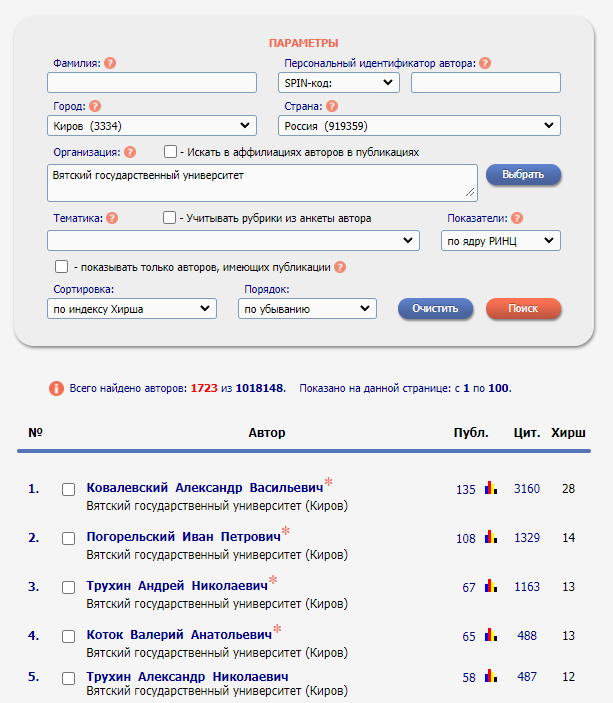 ПАРАМЕТРЫ
Фамилия: ? Персональный идентификатор автора: ?
SPIN-код:
Город: ? Страна: ?
Киров (3334) Россия (919359)
Организация: ? - Искать в аффилиациях авторов в публикациях
Вятский государственный университет Выбрать
Тематика: ? - Учитывать рубрики из анкеты автора Показатели: ?
по ядру РИНЦ
- показывать только авторов, имеющих публикации ?
Сортировка: Порядок:
по индексу Хирша по убыванию Очистить Поиск
i Всего найдено авторов: 1723 из 1018148. Показано на данной странице: с 1 по 100.
№ Автор Публ. Цит. Хирш
1. Ковалевский Александр Васильевич* 135 3160 28
Вятский государственный университет (Киров)
2. Погорельский Иван Петрович* 108 1329 14
Вятский государственный университет (Киров)
3. Трухин Андрей Николаевич* 67 1163 13
Вятский государственный университет (Киров)
4. Коток Валерий Анатольевич* 65 488 13
Вятский государственный университет (Киров)
5. Трухин Александр Николаевич 58 487 12
Вятский государственный университет (Киров)